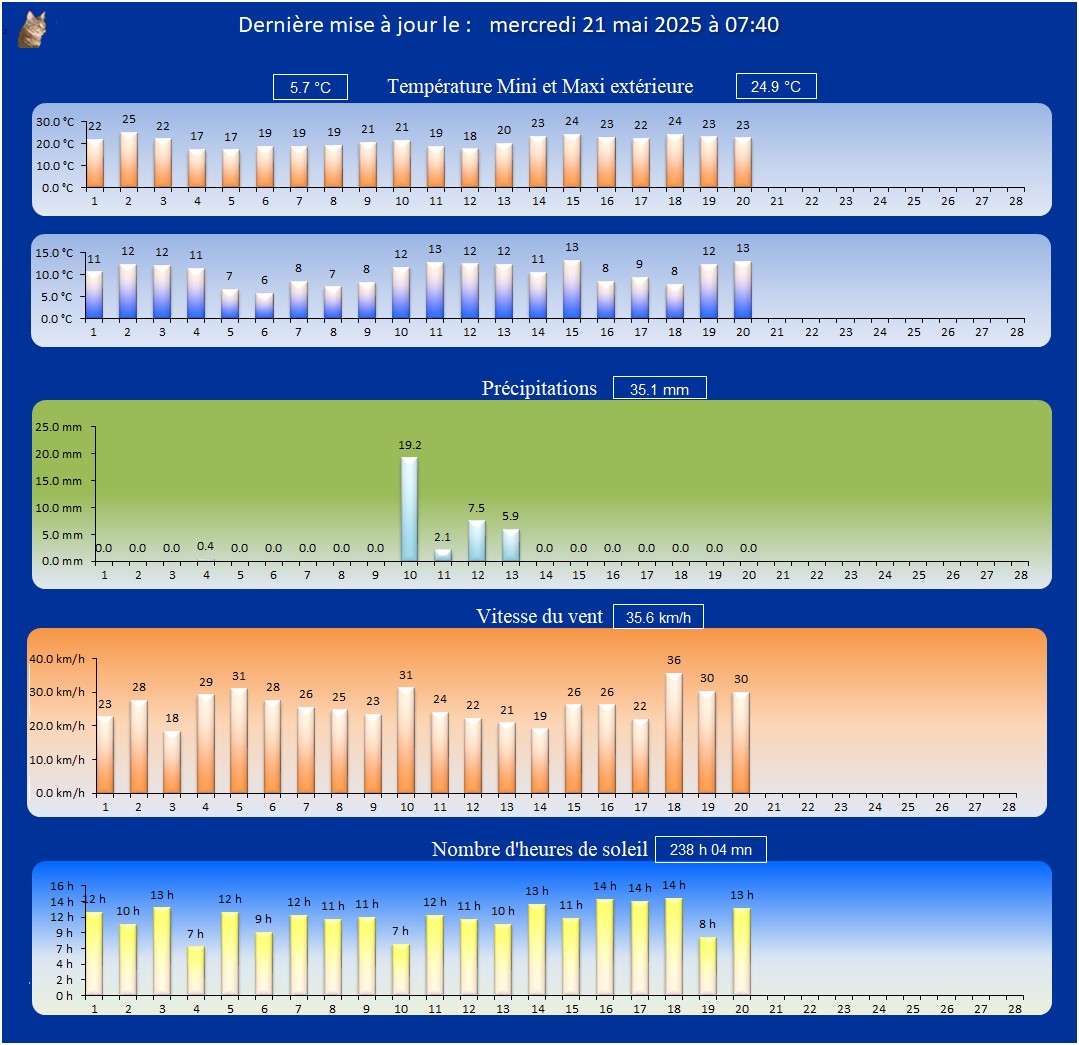 Dernière mise à jour le : mercredi 21 mai 2025 à 07:40
5.7 °C Température Mini et Maxi extérieure 24.9 °C
30.0 °C
20.0 °C
10.0 °C
0.0 °C
22 25 22 17 17 19 19 19 21 21 19 18 20 23 24 23 22 24 23 23
1 2 3 4 5 6 7 8 9 10 11 12 13 14 15 16 17 18 19 20 21 22 23 24 25 26 27 28
15.0 °C
10.0 °C
5.0 °C
0.0 °C
11 12 12 11 7 6 8 7 8 12 13 12 12 11 13 8 9 8 12 13
1 2 3 4 5 6 7 8 9 10 11 12 13 14 15 16 17 18 19 20 21 22 23 24 25 26 27 28
Précipitations 35.1 mm
25.0 mm
20.0 mm
15.0 mm
10.0 mm
5.0 mm
0.0 mm
0.0 0.0 0.0 0.4 0.0 0.0 0.0 0.0 0.0 19.2 2.1 7.5 5.9 0.0 0.0 0.0 0.0 0.0 0.0 0.0
1 2 3 4 5 6 7 8 9 10 11 12 13 14 15 16 17 18 19 20 21 22 23 24 25 26 27 28
Vitesse du vent 35.6 km/h
40.0 km/h
30.0 km/h
20.0 km/h
10.0 km/h
0.0 km/h
23 28 18 29 31 28 26 25 23 31 24 22 21 19 26 26 22 36 30 30
1 2 3 4 5 6 7 8 9 10 11 12 13 14 15 16 17 18 19 20 21 22 23 24 25 26 27 28
Nombre d'heures de soleil 238 h 04 mn
16 h
14 h
12 h
9 h
7 h
4 h
2 h
0 h
12 h 10 h 13 h 7 h 12 h 9 h 12 h 11 h 11 h 7 h 12 h 11 h 10 h 13 h 11 h 14 h 14 h 14 h 8 h 13 h
1 2 3 4 5 6 7 8 9 10 11 12 13 14 15 16 17 18 19 20 21 22 23 24 25 26 27 28